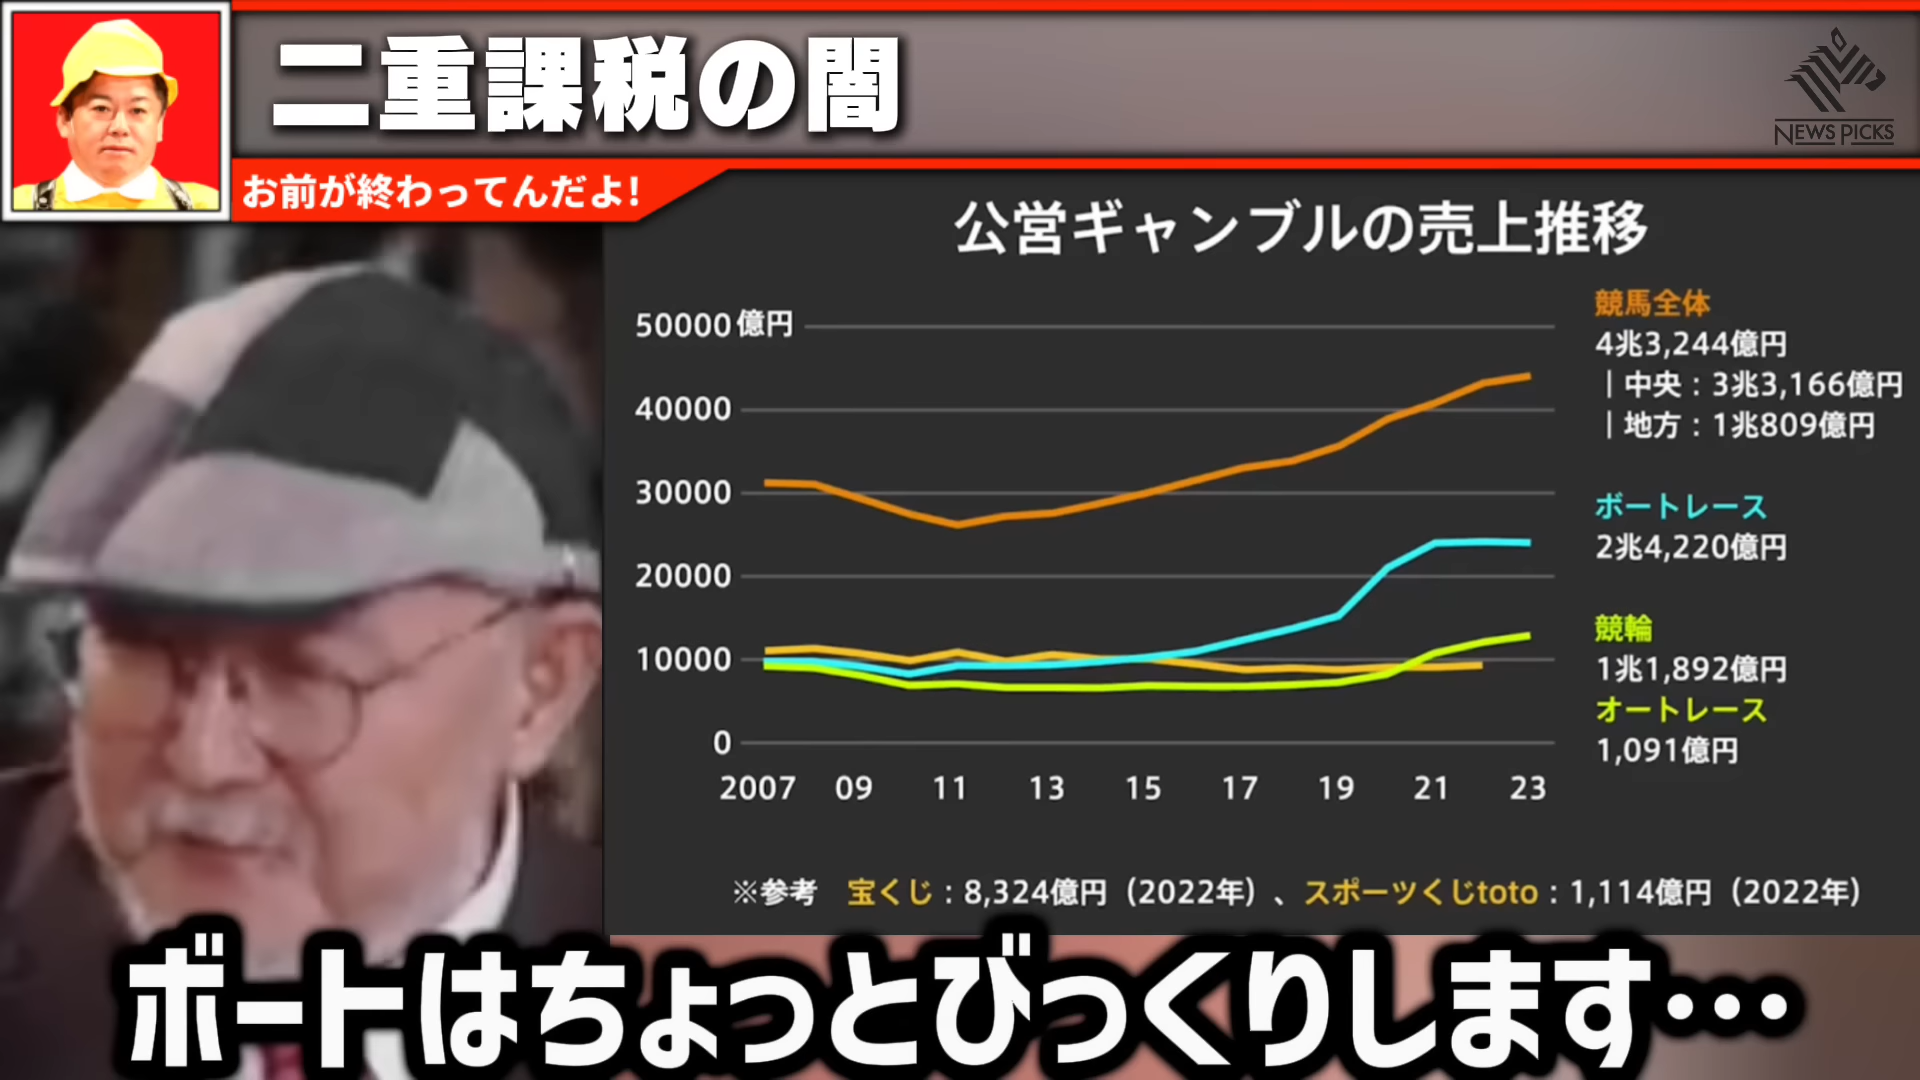 二重課税の闇
NEWS PICKS
お前が終わってんだよ!
公営ギャンブルの売上推移
50000億円
40000
30000
20000
10000
0
2007 09 11 13 15 17 19 21 23
競馬全体
4兆3,244億円
｜中央：3兆3,166億円
｜地方：1兆809億円
ボートレース
2兆4,220億円
競輪
1兆1,892億円
オートレース
1,091億円
※参考　宝くじ：8,324億円（2022年）、スポーツくじtoto：1,114億円（2022年）
ボートはちょっとびっくりします…